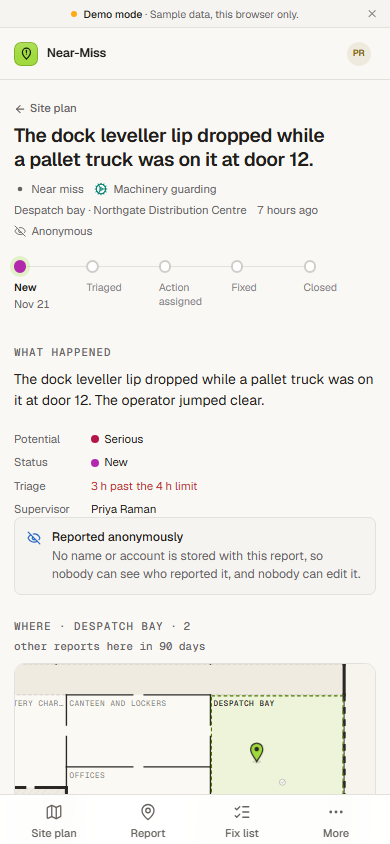 Demo mode · Sample data, this browser only.
Near-Miss
PR
Site plan
The dock leveller lip dropped while
a pallet truck was on it at door 12.
Near miss Machinery guarding
Despatch bay · Northgate Distribution Centre 7 hours ago
Anonymous
New Triaged Action assigned Fixed Closed
Nov 21
WHAT HAPPENED
The dock leveller lip dropped while a pallet truck was on
it at door 12. The operator jumped clear.
Potential Serious
Status New
Triage 3 h past the 4 h limit
Supervisor Priya Raman
Reported anonymously
No name or account is stored with this report, so
nobody can see who reported it, and nobody can edit it.
WHERE · DESPATCH BAY · 2
other reports here in 90 days
TERY CHAR… CANTEEN AND LOCKERS DESPATCH BAY
OFFICES
Site plan Report Fix list More